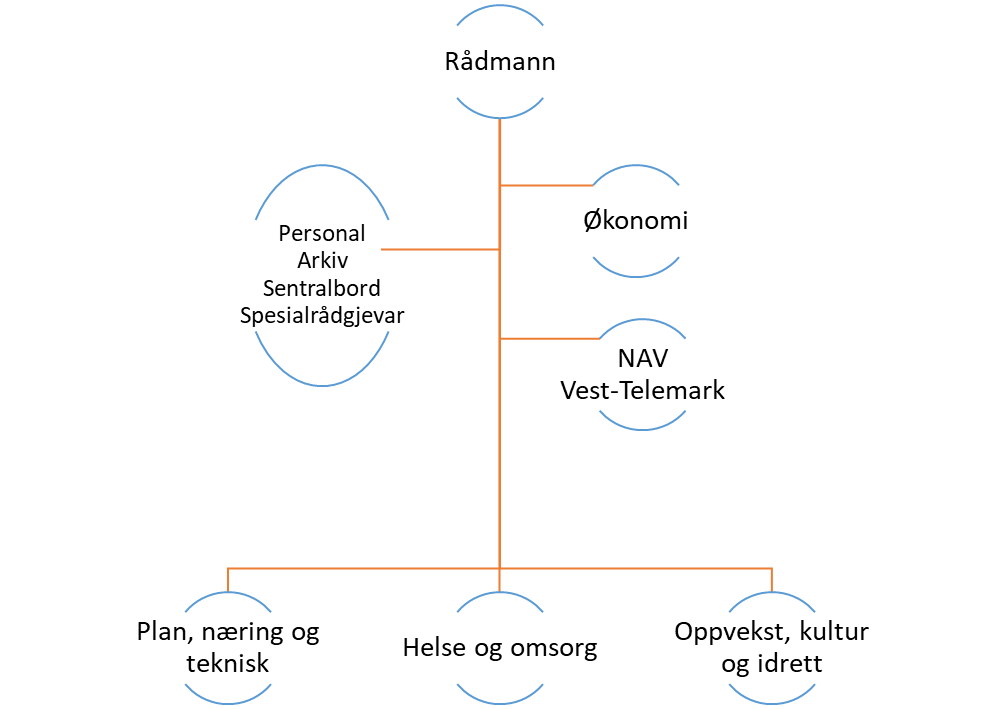 Rådmann
Økonomi
Personal
Arkiv
Sentralbord
Spesialrådgjevar
NAV
Vest-Telemark
Plan, næring og
teknisk
Helse og omsorg
Oppvekst, kultur
og idrett